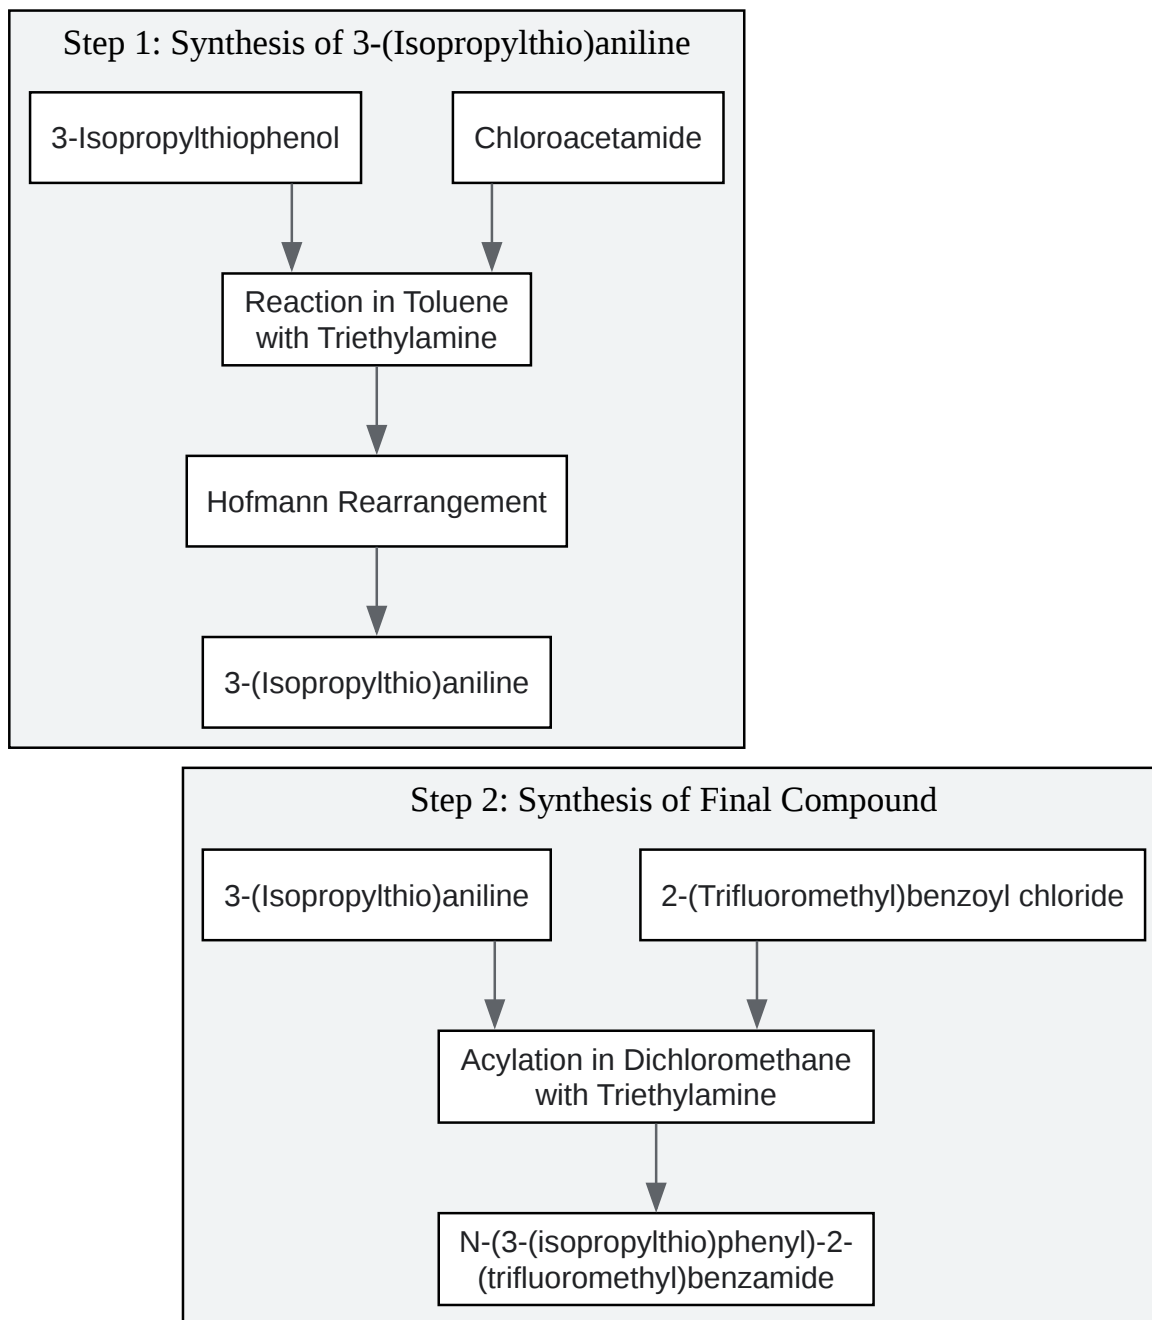 Step 1: Synthesis of 3-(Isopropylthio)aniline
3-Isopropylthiophenol
Chloroacetamide
Reaction in Toluene
with Triethylamine
Hofmann Rearrangement
3-(Isopropylthio)aniline
Step 2: Synthesis of Final Compound
3-(Isopropylthio)aniline
2-(Trifluoromethyl)benzoyl chloride
Acylation in Dichloromethane
with Triethylamine
N-(3-(isopropylthio)phenyl)-2-
(trifluoromethyl)benzamide